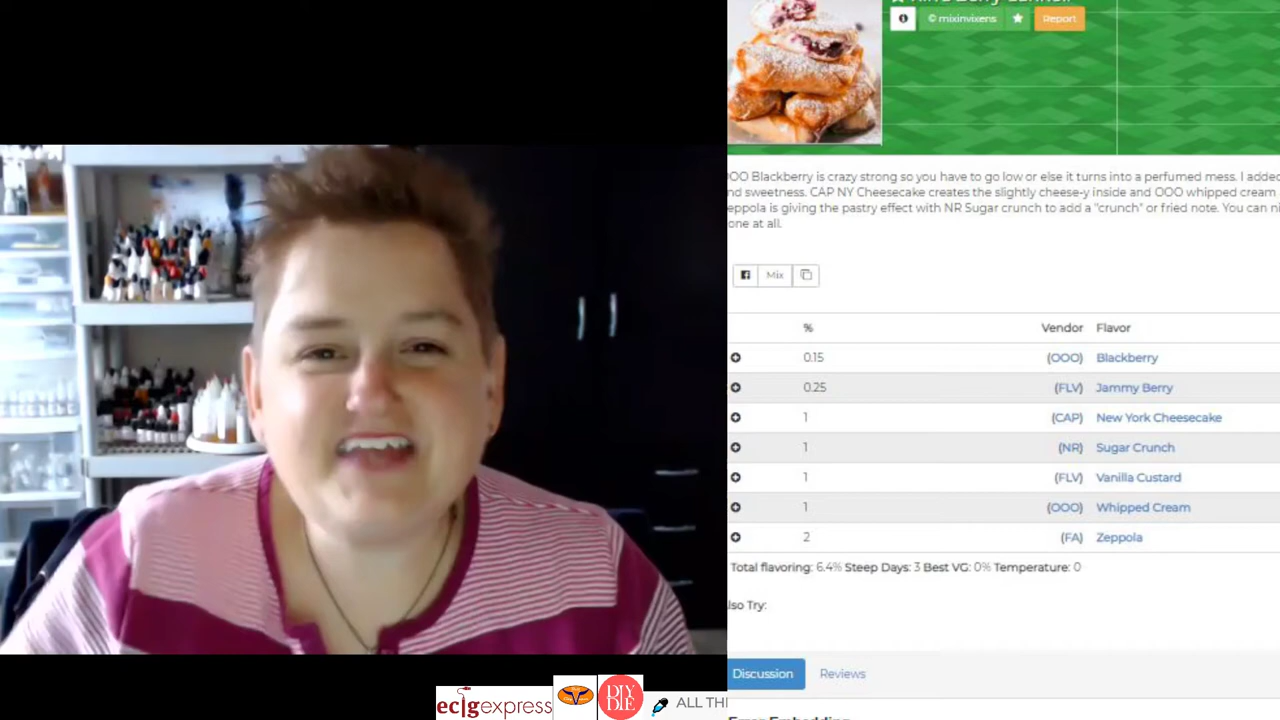 © mixinvixens
Report
OO Blackberry is crazy strong so you have to go low or else it turns into a perfumed mess. I added
nd sweetness. CAP NY Cheesecake creates the slightly cheese-y inside and OOO whipped cream
eppola is giving the pastry effect with NR Sugar crunch to add a "crunch" or fried note. You can ni
one at all.
Mix
% Vendor Flavor
0.15 (OOO) Blackberry
0.25 (FLV) Jammy Berry
1 (CAP) New York Cheesecake
1 (NR) Sugar Crunch
1 (FLV) Vanilla Custard
1 (OOO) Whipped Cream
2 (FA) Zeppola
Total flavoring: 6.4% Steep Days: 3 Best VG: 0% Temperature: 0
lso Try:
Discussion Reviews
ecigexpress
DIY
DIE
ALL TH